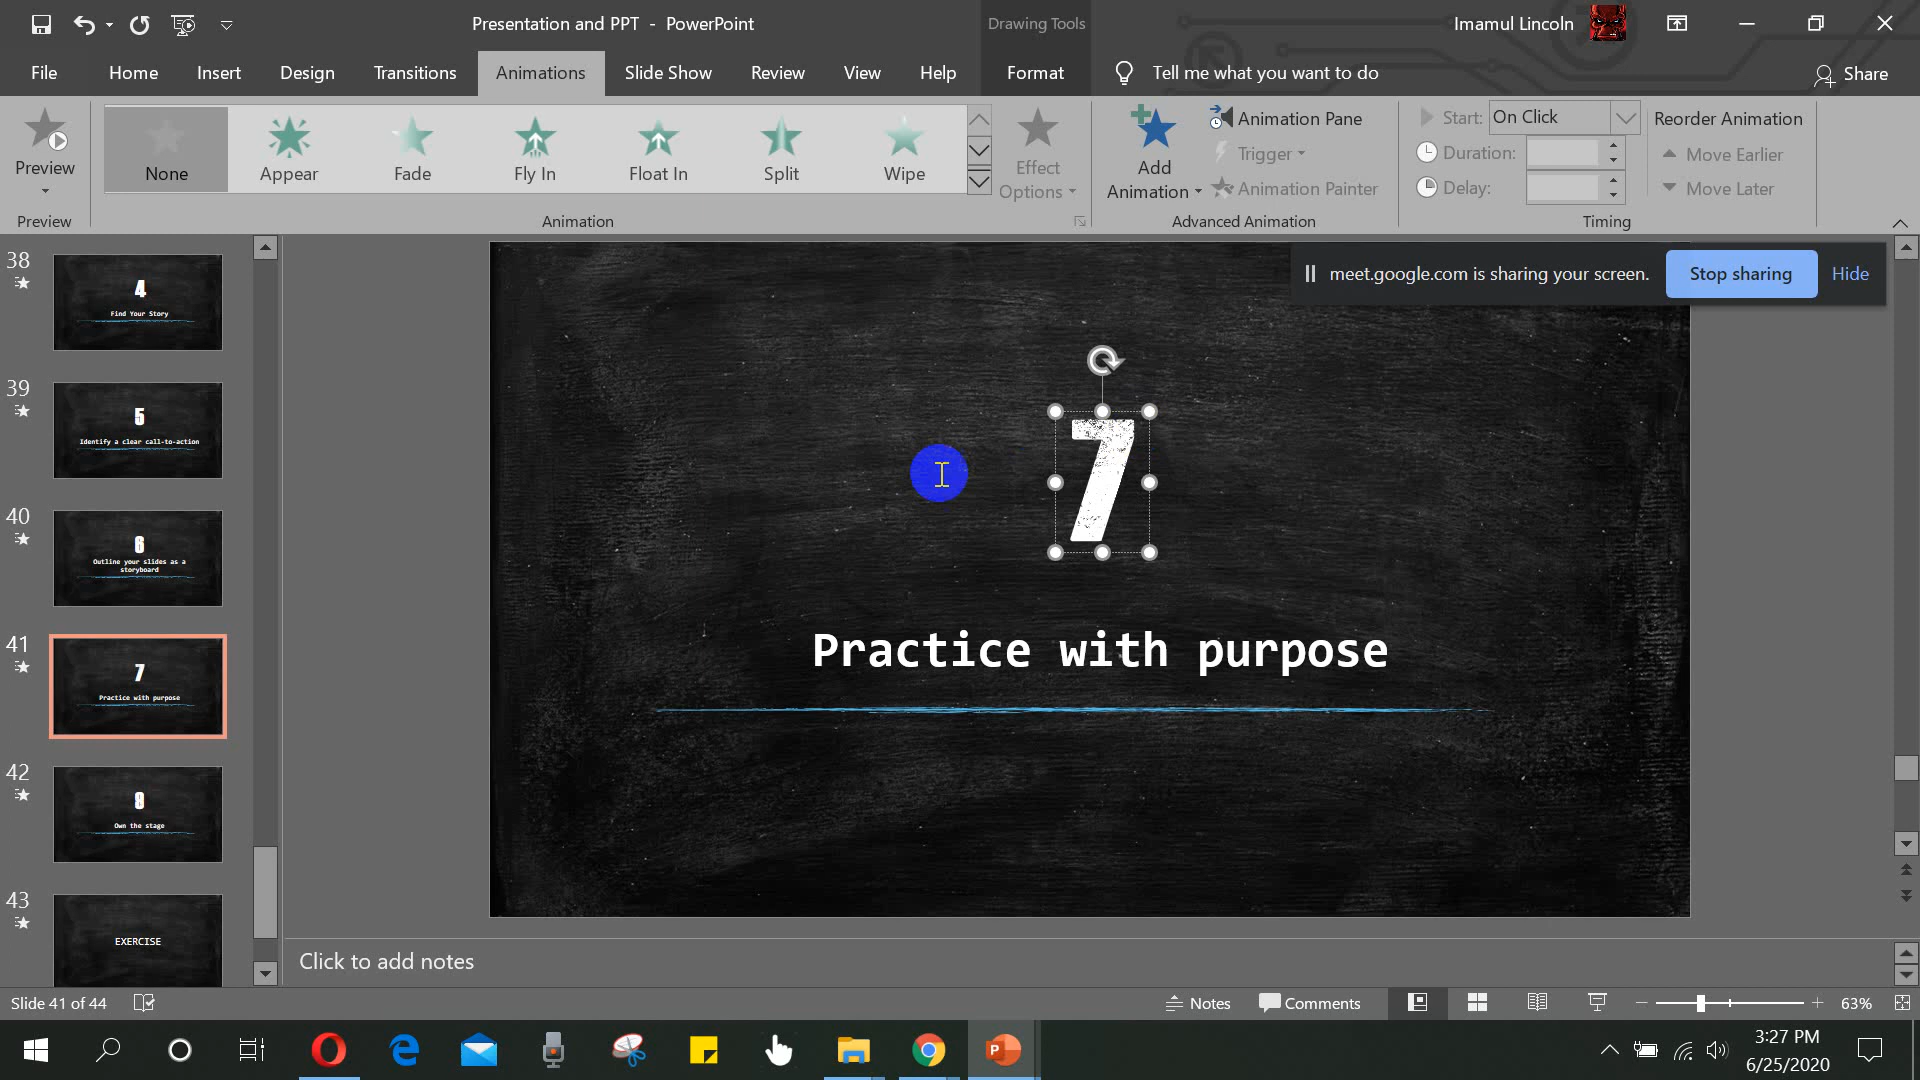 Presentation and PPT - PowerPoint
Drawing Tools
Imamul Lincoln
File
Home
Insert
Design
Transitions
Animations
Slide Show
Review
View
Help
Format
Tell me what you want to do
Share
Preview
None
Appear
Fade
Fly In
Float In
Split
Wipe
Effect
Options
Add
Animation
Animation Pane
Trigger
Animation Painter
Start:
On Click
Duration:
Delay:
Reorder Animation
Move Earlier
Move Later
Preview
Animation
Advanced Animation
Timing
meet.google.com is sharing your screen.
Stop sharing
Hide
38
4
Find Your Story
39
5
Identify a clear call-to-action
40
6
Outline your slides as a
storyboard
41
7
Practice with purpose
42
8
Own the stage
43
EXERCISE
7
Practice with purpose
Click to add notes
Slide 41 of 44
Notes
Comments
63%
3:27 PM
6/25/2020